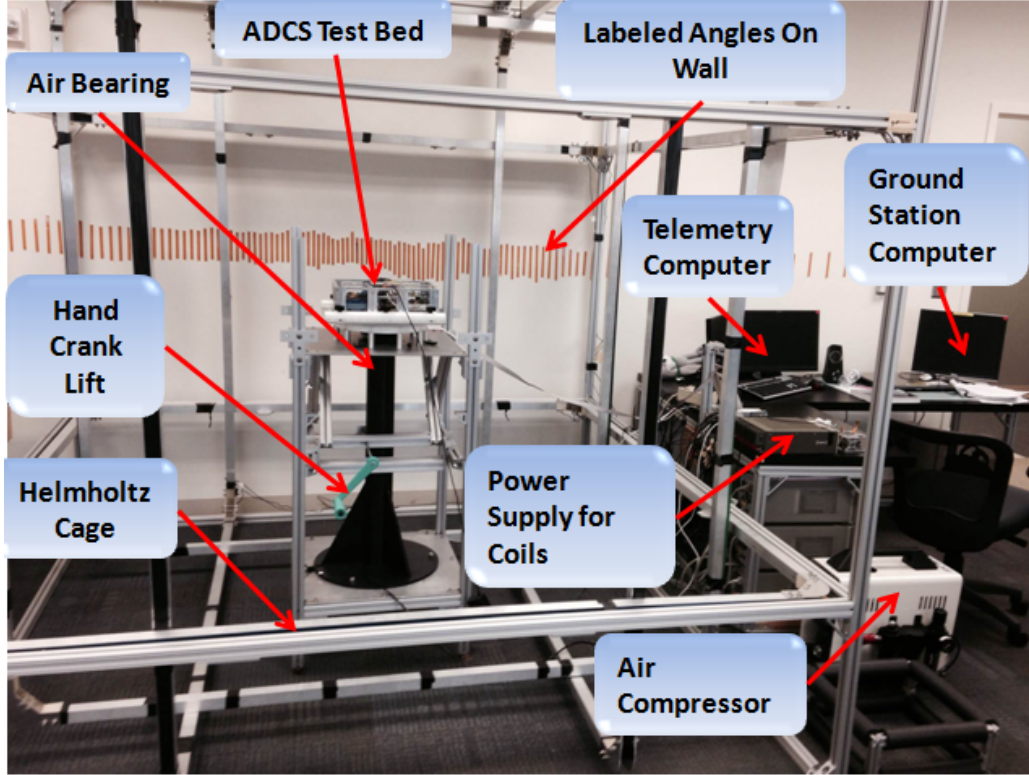 ADCS Test Bed
Labeled Angles On
Wall
Air Bearing
Ground
Station
Computer
Telemetry
Computer
Hand
Crank
Lift
Helmholtz
Cage
Power
Supply for
Coils
Air
Compressor